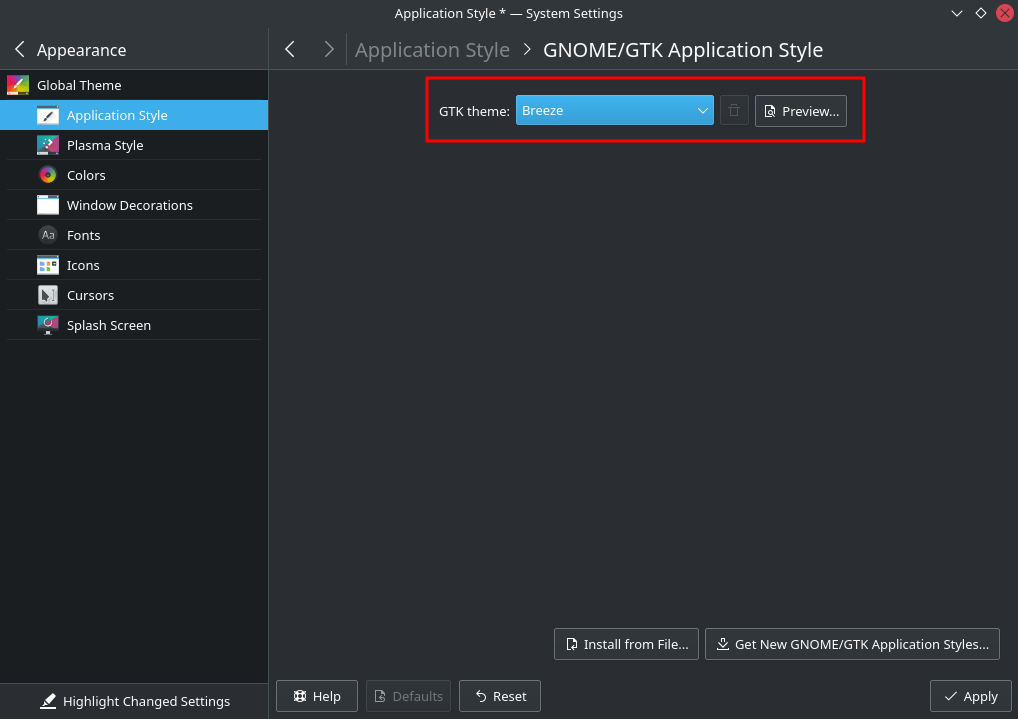 Application Style * — System Settings
Appearance
Application Style > GNOME/GTK Application Style
Global Theme
Application Style
Plasma Style
Colors
Window Decorations
Aa Fonts
Icons
Cursors
Splash Screen
GTK theme: Breeze Preview...
Install from File... Get New GNOME/GTK Application Styles...
Highlight Changed Settings
Help Defaults Reset Apply